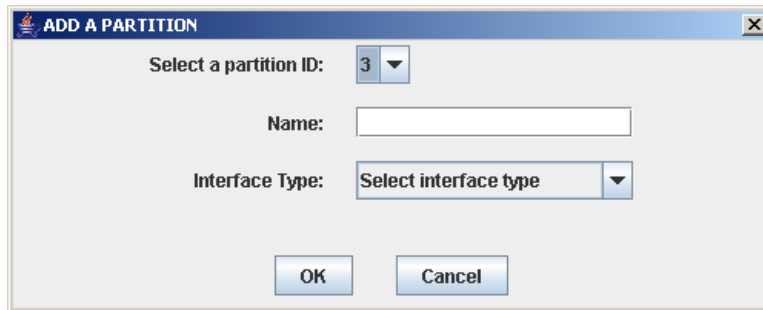 ADD A PARTITION
Select a partition ID: 3
Name:
Interface Type: Select interface type
OK Cancel